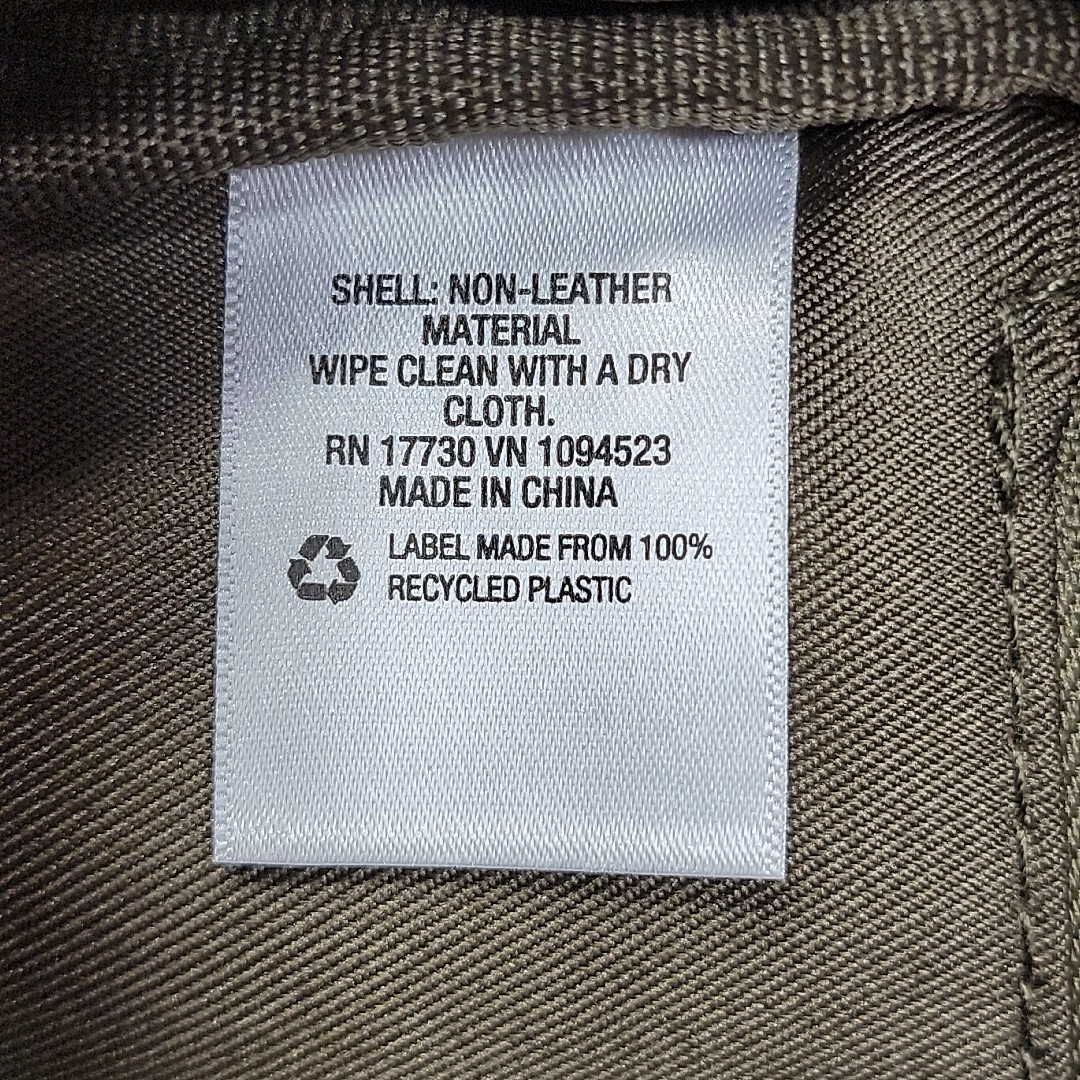 SHELL: NON-LEATHER
MATERIAL
WIPE CLEAN WITH A DRY
CLOTH.
RN 17730 VN 1094523
MADE IN CHINA
LABEL MADE FROM 100%
RECYCLED PLASTIC